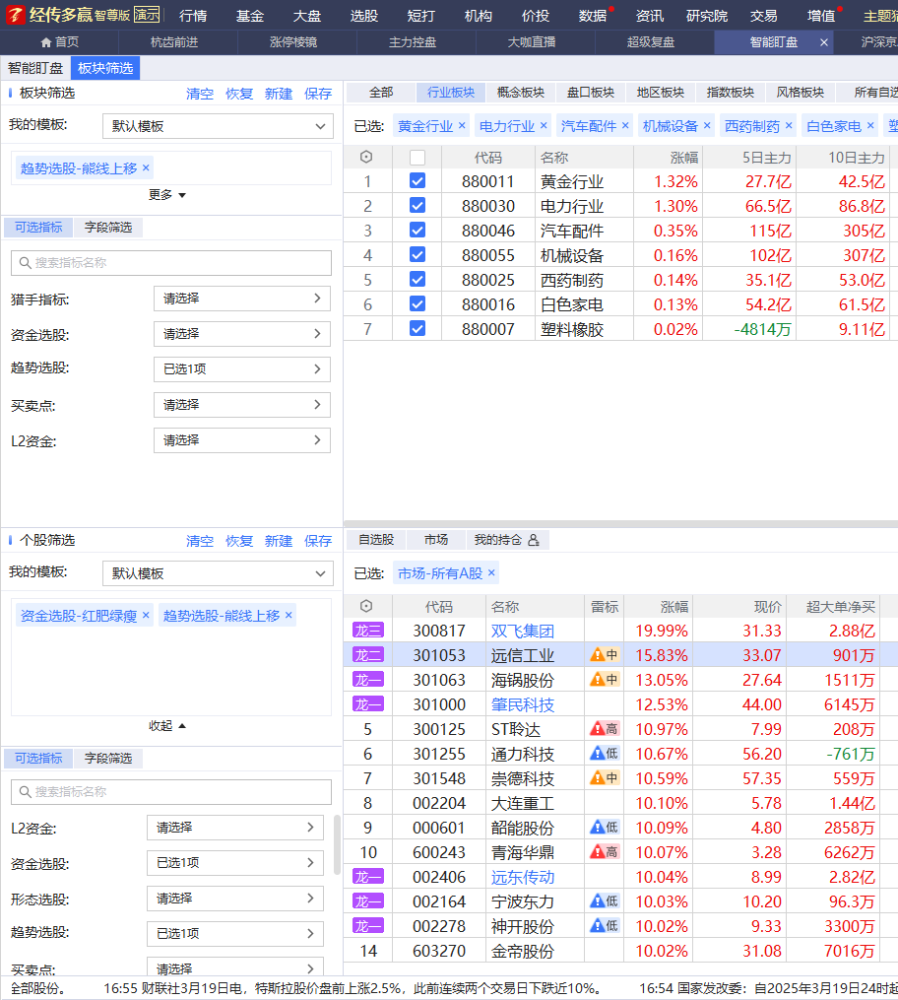 经传多赢 智尊版 演示 行情 基金 大盘 选股 短打 机构 价投 数据 资讯 研究院 交易 增值 主题猎
首页 杭齿前进 涨停棱镜 主力控盘 大咖直播 超级复盘 智能盯盘 × 沪深京
智能盯盘 板块筛选
板块筛选 清空 恢复 新建 保存
我的模板: 默认模板
趋势选股-能线上移 ×
更多
可选指标 字段筛选
搜索指标名称
猎手指标: 请选择
资金选股: 请选择
趋势选股: 已选1项
买卖点: 请选择
L2资金: 请选择
全部 行业板块 概念板块 盘口板块 地区板块 指数板块 风格板块 所有自选
已选: 黄金行业 × 电力行业 × 汽车配件 × 机械设备 × 西药制药 × 白色家电 × 塑
代码 名称 涨幅 5日主力 10日主力
1 880011 黄金行业 1.32% 27.7亿 42.5亿
2 880030 电力行业 1.30% 66.5亿 86.8亿
3 880046 汽车配件 0.35% 115亿 305亿
4 880055 机械设备 0.16% 102亿 307亿
5 880025 西药制药 0.14% 35.1亿 53.0亿
6 880016 白色家电 0.13% 54.2亿 61.5亿
7 880007 塑料橡胶 0.02% -4814万 9.11亿
个股筛选 清空 恢复 新建 保存
我的模板: 默认模板
资金选股-红肥绿瘦 × 趋势选股-能线上移 ×
收起
可选指标 字段筛选
搜索指标名称
L2资金: 请选择
资金选股: 已选1项
形态选股: 请选择
趋势选股: 已选1项
买卖点: 请选择
自选股 市场 我的持仓
已选: 市场-所有A股 ×
代码 名称 雷标 涨幅 现价 超大单净买
龙三 300817 双飞集团 19.99% 31.33 2.88亿
龙二 301053 远信工业 中 15.83% 33.07 901万
龙一 301063 海锅股份 中 13.05% 27.64 1511万
龙一 301000 肇民科技 12.53% 44.00 6145万
5 300125 ST聆达 高 10.97% 7.99 208万
6 301255 通力科技 低 10.67% 56.20 -761万
7 301548 崇德科技 中 10.59% 57.35 559万
8 002204 大连重工 10.10% 5.78 1.44亿
9 000601 韶能股份 低 10.09% 4.80 2858万
10 600243 青海华鼎 高 10.07% 3.28 6262万
龙一 002406 远东传动 10.04% 8.99 2.82亿
龙一 002164 宁波东力 低 10.03% 10.20 96.3万
龙一 002278 神开股份 低 10.02% 9.33 3300万
14 603270 金帝股份 10.02% 31.08 7016万
全部股份。 16:55 财联社3月19日电，特斯拉股价盘前上涨2.5%，此前连续两个交易日下跌近10%。 16:54 国家发改委：自2025年3月19日24时起